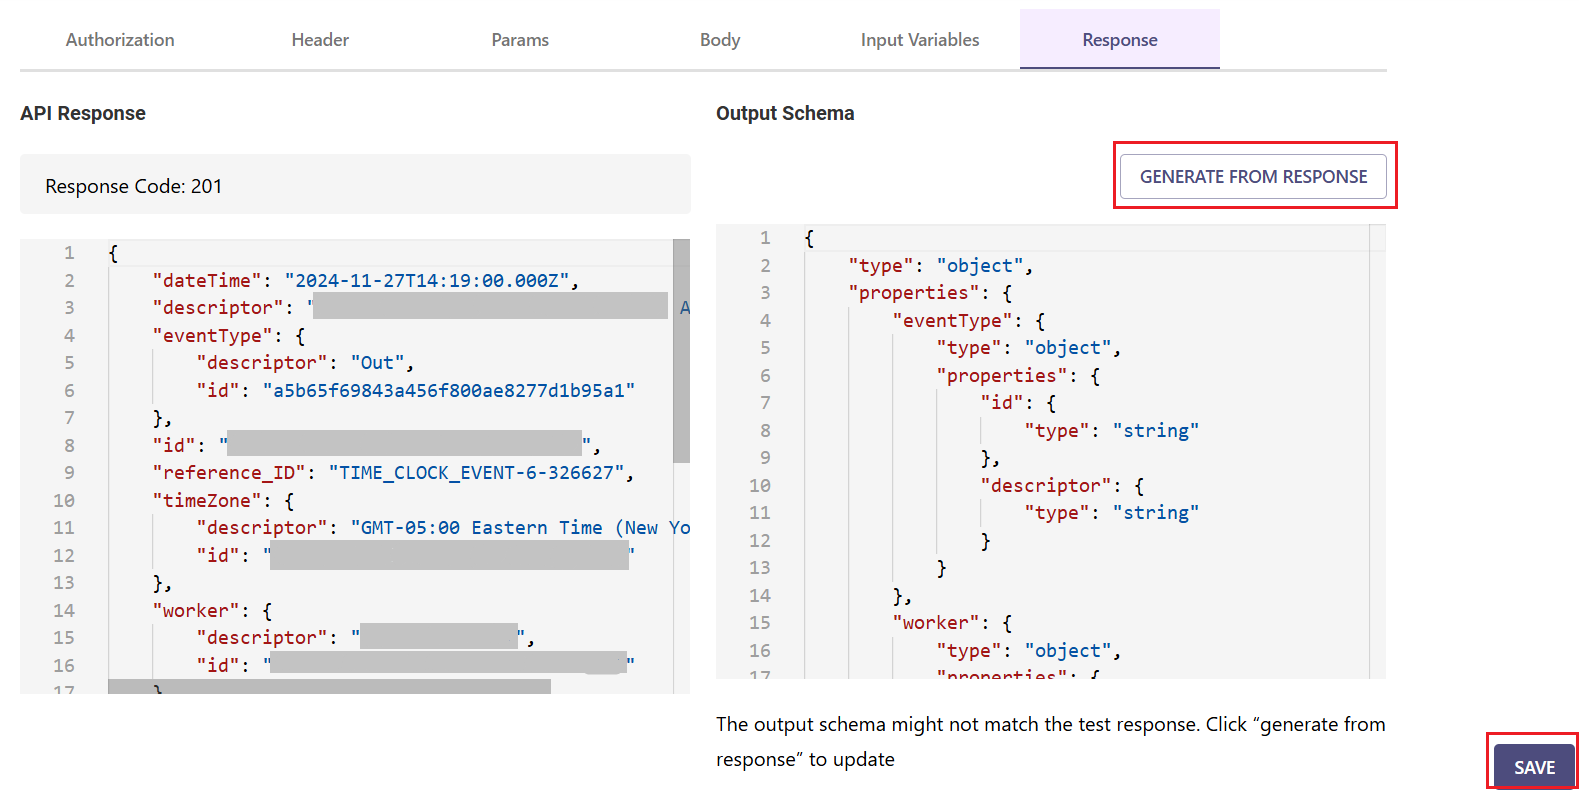 Authorization Header Params Body Input Variables Response
API Response
Response Code: 201
1 {
2 "dateTime": "2024-11-27T14:19:00.000Z",
3 "descriptor": " A
4 "eventType": {
5 "descriptor": "Out",
6 "id": "a5b65f69843a456f800ae8277d1b95a1"
7 },
8 "id": " ",
9 "reference_ID": "TIME_CLOCK_EVENT-6-326627",
10 "timeZone": {
11 "descriptor": "GMT-05:00 Eastern Time (New Yo
12 "id": " "
13 },
14 "worker": {
15 "descriptor": " ",
16 "id": " "
17 }
Output Schema
GENERATE FROM RESPONSE
1 {
2 "type": "object",
3 "properties": {
4 "eventType": {
5 "type": "object",
6 "properties": {
7 "id": {
8 "type": "string"
9 },
10 "descriptor": {
11 "type": "string"
12 }
13 }
14 },
15 "worker": {
16 "type": "object",
17 "properties": {
The output schema might not match the test response. Click “generate from
response” to update
SAVE